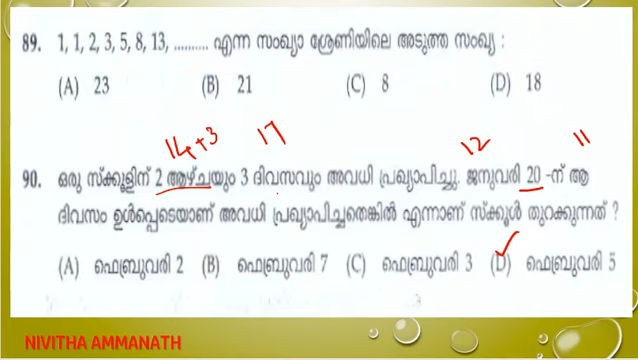 89. 1, 1, 2, 3, 5, 8, 13, .......... എന്ന സംഖ്യാ ശ്രേണിയിലെ അടുത്ത സംഖ്യ :
(A) 23 (B) 21 (C) 8 (D) 18
14+3 17 12 11
90. ഒരു സ്ക്കൂളിന് 2 ആഴ്ചയും 3 ദിവസവും അവധി പ്രഖ്യാപിച്ചു. ജനുവരി 20 -ന് ആ
ദിവസം ഉൾപ്പെടെയാണ് അവധി പ്രഖ്യാപിച്ചതെങ്കിൽ എന്നാണ് സ്ക്കൂൾ തുറക്കുന്നത് ?
(A) ഫെബ്രുവരി 2 (B) ഫെബ്രുവരി 7 (C) ഫെബ്രുവരി 3 (D) ഫെബ്രുവരി 5
NIVITHA AMMANATH